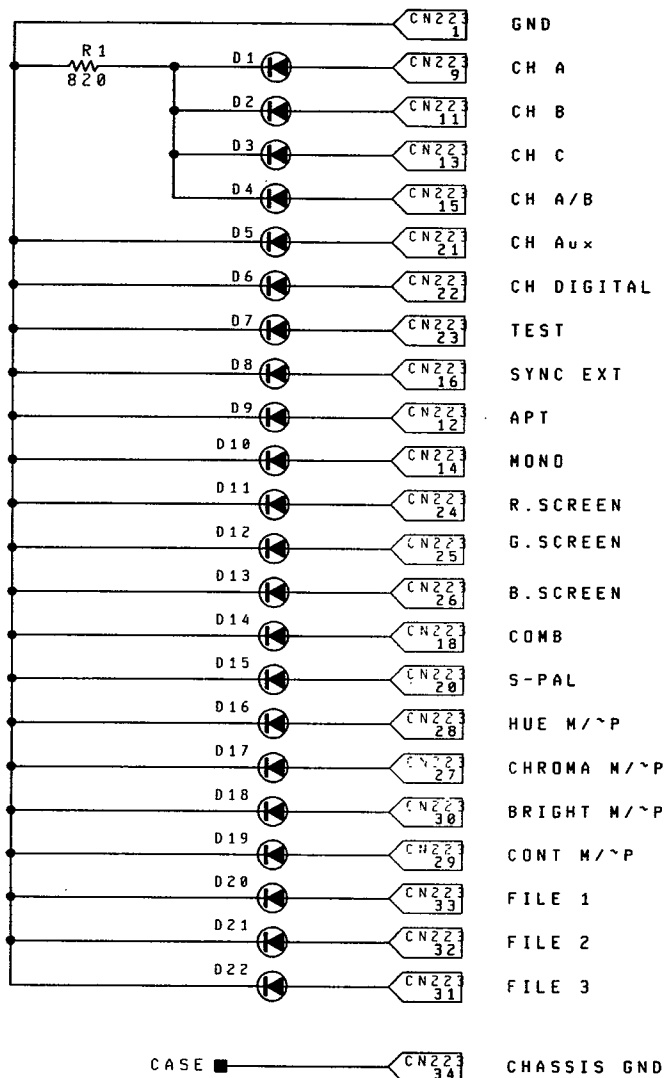 CN223
1 GND
R1
820
D1 CN223
9 CH A
D2 CN223
11 CH B
D3 CN223
13 CH C
D4 CN223
15 CH A/B
D5 CN223
21 CH Aux
D6 CN223
22 CH DIGITAL
D7 CN223
23 TEST
D8 CN223
16 SYNC EXT
D9 CN223
12 APT
D10 CN223
14 MONO
D11 CN223
24 R.SCREEN
D12 CN223
25 G.SCREEN
D13 CN223
26 B.SCREEN
D14 CN223
18 COMB
D15 CN223
20 S-PAL
D16 CN223
28 HUE M/~P
D17 CN223
27 CHROMA M/~P
D18 CN223
30 BRIGHT M/~P
D19 CN223
29 CONT M/~P
D20 CN223
33 FILE 1
D21 CN223
32 FILE 2
D22 CN223
31 FILE 3
CASE CN223
34 CHASSIS GND